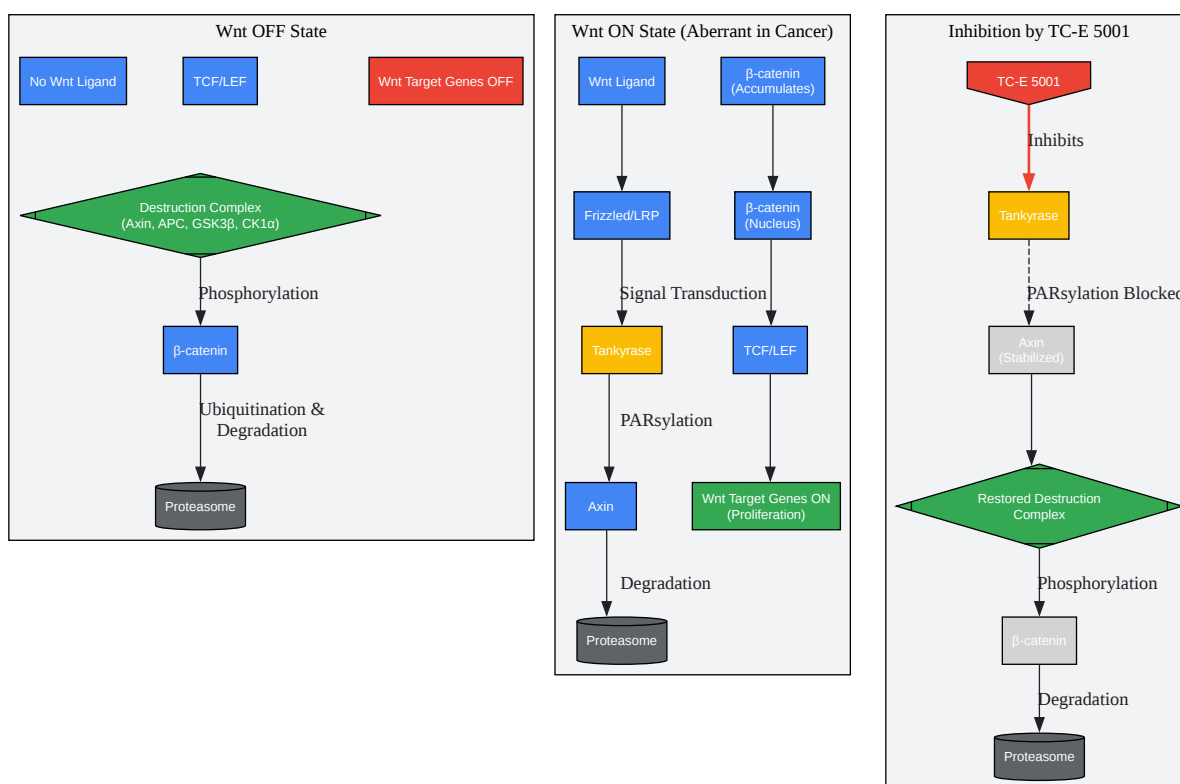 Wnt OFF State
No Wnt Ligand
TCF/LEF
Wnt Target Genes OFF
Destruction Complex
(Axin, APC, GSK3β, CK1α)
Phosphorylation
β-catenin
Ubiquitination &
Degradation
Proteasome
Wnt ON State (Aberrant in Cancer)
Wnt Ligand
β-catenin
(Accumulates)
Frizzled/LRP
β-catenin
(Nucleus)
Signal Transduction
Tankyrase
TCF/LEF
PARsylation
Axin
Wnt Target Genes ON
(Proliferation)
Degradation
Proteasome
Inhibition by TC-E 5001
TC-E 5001
Inhibits
Tankyrase
PARsylation Blocked
Axin
(Stabilized)
Restored Destruction
Complex
Phosphorylation
β-catenin
Degradation
Proteasome